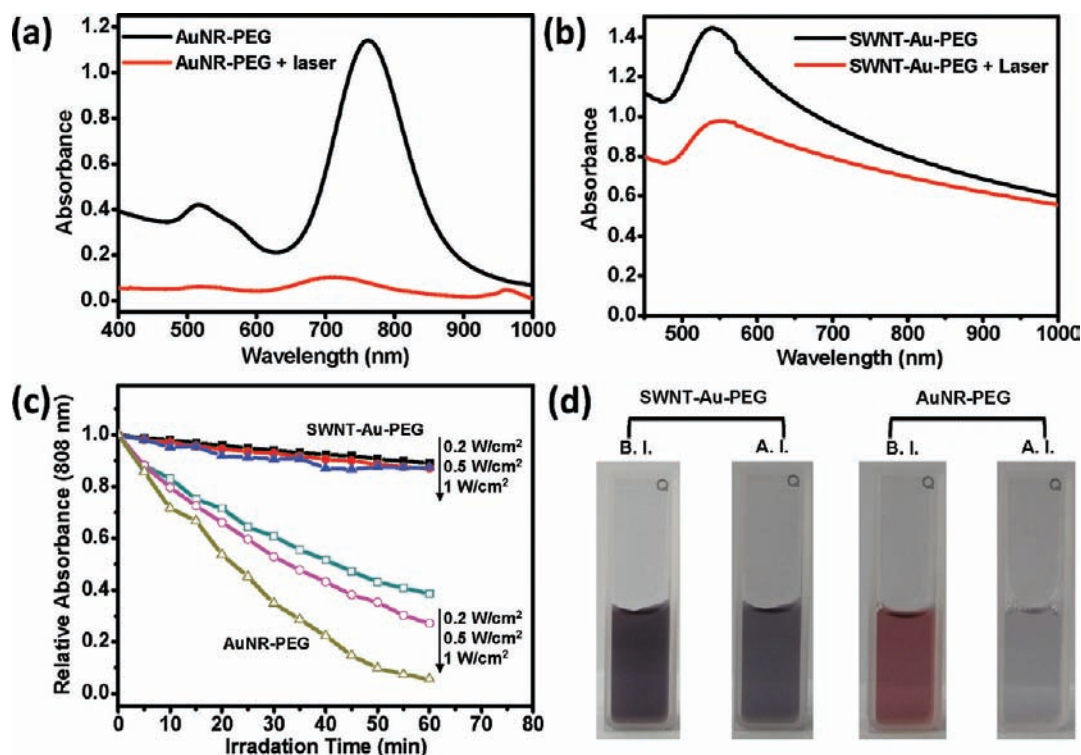 (a)
AuNR-PEG
AuNR-PEG + laser
1.2
1.0
0.8
0.6
0.4
0.2
0.0
Absorbance
400 500 600 700 800 900 1000
Wavelength (nm)
(b)
SWNT-Au-PEG
SWNT-Au-PEG + Laser
1.4
1.2
1.0
0.8
0.6
0.4
0.2
0.0
Absorbance
500 600 700 800 900 1000
Wavelength (nm)
(c)
1.0
0.8
0.6
0.4
0.2
0.0
Relative Absorbance (808 nm)
SWNT-Au-PEG
0.2 W/cm²
0.5 W/cm²
1 W/cm²
0.2 W/cm²
0.5 W/cm²
1 W/cm²
AuNR-PEG
0 10 20 30 40 50 60 70 80
Irradation Time (min)
(d)
SWNT-Au-PEG AuNR-PEG
B. I. A. I. B. I. A. I.
Q Q